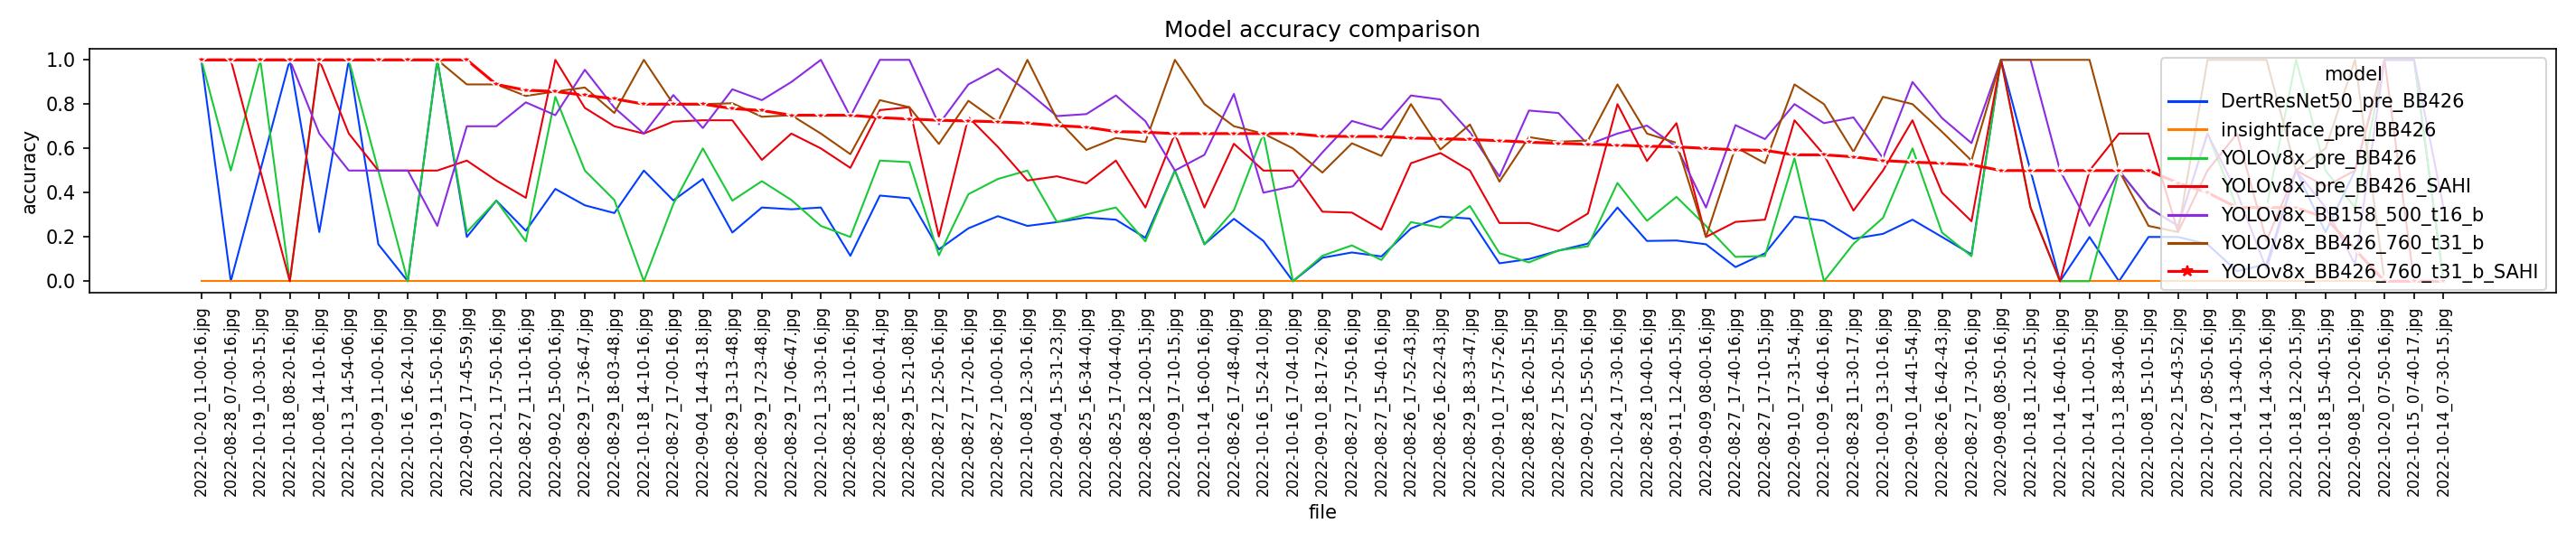 Model accuracy comparison
accuracy
1.0
0.8
0.6
0.4
0.2
0.0
model
DertResNet50_pre_BB426
insightface_pre_BB426
YOLOv8x_pre_BB426
YOLOv8x_pre_BB426_SAHI
YOLOv8x_BB158_500_t16_b
YOLOv8x_BB426_760_t31_b
YOLOv8x_BB426_760_t31_b_SAHI
2022-10-20_11-00-16.jpg
2022-08-28_07-00-16.jpg
2022-10-19_10-30-15.jpg
2022-10-18_08-20-16.jpg
2022-10-08_14-10-16.jpg
2022-10-13_14-54-06.jpg
2022-10-09_11-00-16.jpg
2022-10-16_16-24-10.jpg
2022-10-19_11-50-16.jpg
2022-09-07_17-45-59.jpg
2022-10-21_17-50-16.jpg
2022-08-27_11-10-16.jpg
2022-09-02_15-00-16.jpg
2022-08-29_17-36-47.jpg
2022-08-29_18-03-48.jpg
2022-10-18_14-10-16.jpg
2022-08-27_17-00-16.jpg
2022-09-04_14-43-18.jpg
2022-08-29_13-13-48.jpg
2022-08-29_17-23-48.jpg
2022-08-29_17-06-47.jpg
2022-10-21_13-30-16.jpg
2022-08-28_11-10-16.jpg
2022-08-28_16-00-14.jpg
2022-08-29_15-21-08.jpg
2022-08-27_12-50-16.jpg
2022-08-27_17-20-16.jpg
2022-08-27_10-00-16.jpg
2022-10-08_12-30-16.jpg
2022-09-04_15-31-23.jpg
2022-08-25_16-34-40.jpg
2022-08-25_17-04-40.jpg
2022-08-28_12-00-15.jpg
2022-10-09_17-10-15.jpg
2022-10-14_16-00-16.jpg
2022-08-26_17-48-40.jpg
2022-10-16_15-24-10.jpg
2022-10-16_17-04-10.jpg
2022-09-10_18-17-26.jpg
2022-08-27_17-50-16.jpg
2022-08-27_15-40-16.jpg
2022-08-26_17-52-43.jpg
2022-08-26_16-22-43.jpg
2022-08-29_18-33-47.jpg
2022-09-10_17-57-26.jpg
2022-08-28_16-20-15.jpg
2022-08-27_15-20-15.jpg
2022-09-02_15-50-16.jpg
2022-10-24_17-30-16.jpg
2022-08-28_10-40-16.jpg
2022-09-11_12-40-15.jpg
2022-09-09_08-00-16.jpg
2022-08-27_17-40-16.jpg
2022-08-27_17-10-15.jpg
2022-09-10_17-31-54.jpg
2022-10-09_16-40-16.jpg
2022-08-28_11-30-17.jpg
2022-10-09_13-10-16.jpg
2022-09-10_14-41-54.jpg
2022-08-26_16-42-43.jpg
2022-08-27_17-30-16.jpg
2022-09-08_08-50-16.jpg
2022-10-18_11-20-15.jpg
2022-10-14_16-40-16.jpg
2022-10-14_11-00-15.jpg
2022-10-13_18-34-06.jpg
2022-10-08_15-10-15.jpg
2022-10-22_15-43-52.jpg
2022-10-27_08-50-16.jpg
2022-10-14_13-40-15.jpg
2022-10-14_14-30-16.jpg
2022-10-18_12-20-15.jpg
2022-10-18_15-40-15.jpg
2022-09-08_10-20-16.jpg
2022-10-20_07-50-16.jpg
2022-10-15_07-40-17.jpg
2022-10-14_07-30-15.jpg
file